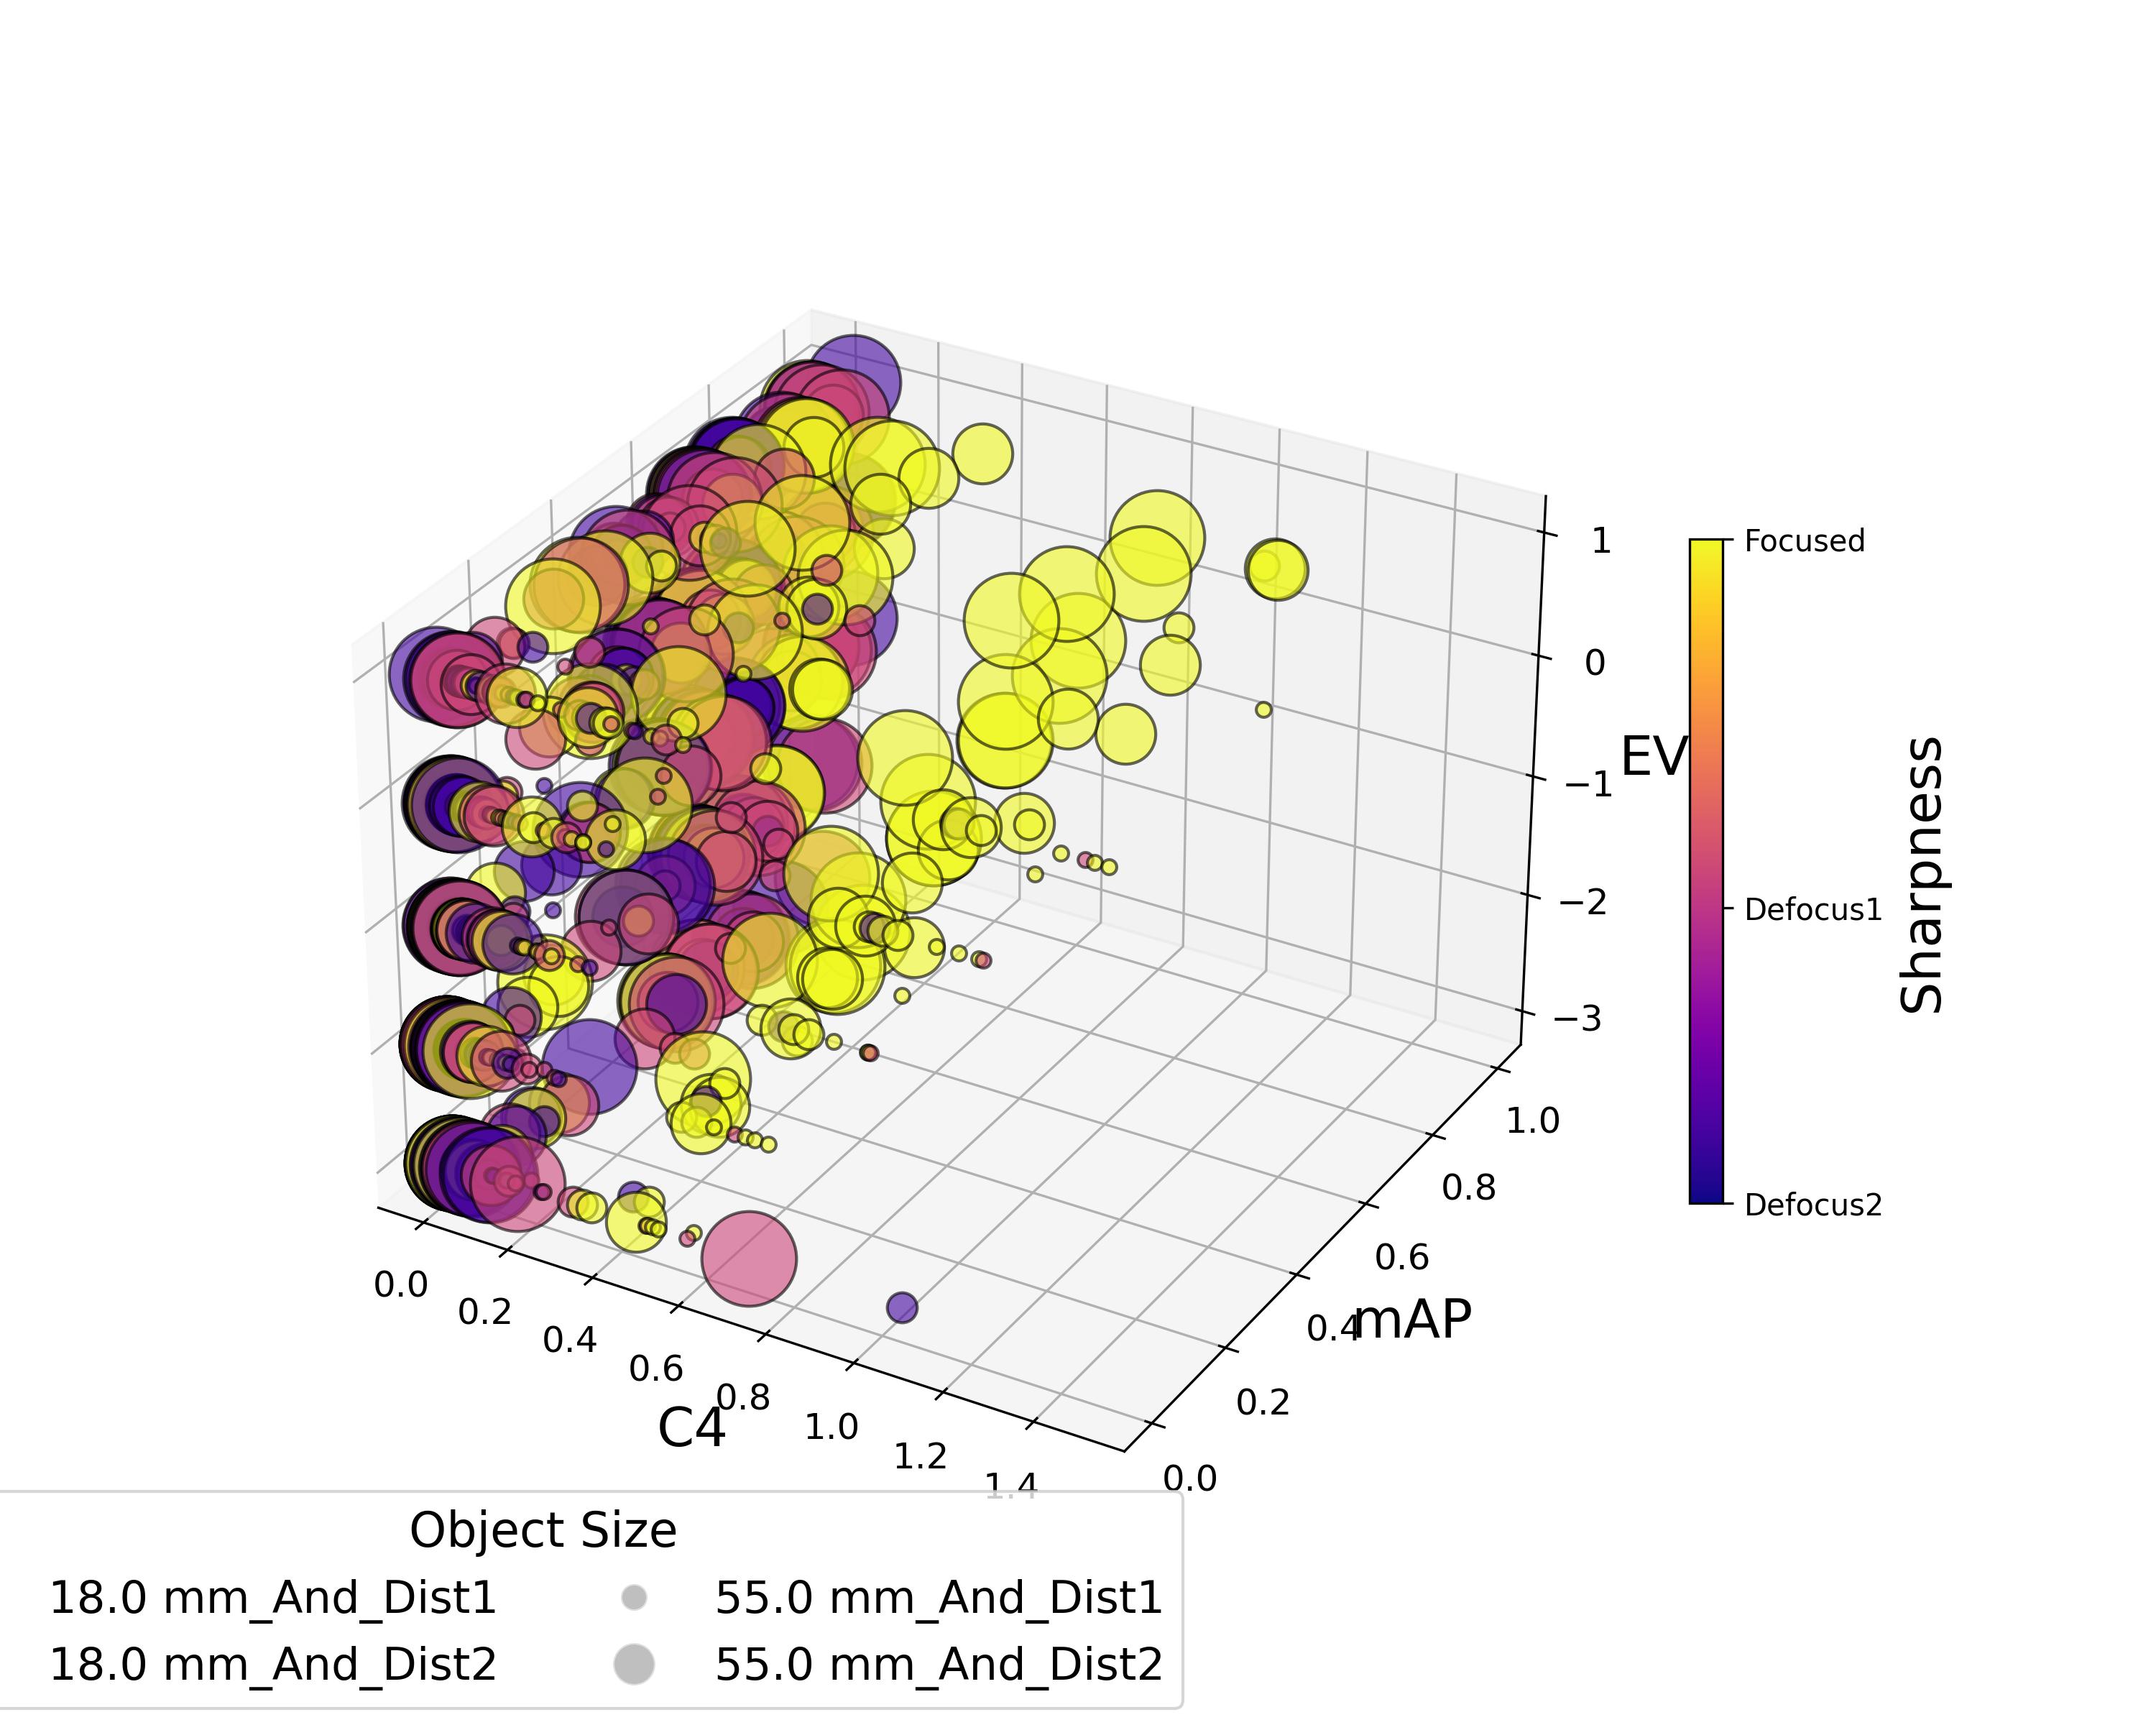 1
0
−1
−2
−3
EV
Focused
Defocus1
Defocus2
Sharpness
0.0
0.2
0.4
0.6
0.8
1.0
1.2
1.4
C4
0.0
0.2
0.4
0.6
0.8
1.0
mAP
Object Size
18.0 mm_And_Dist1
55.0 mm_And_Dist1
18.0 mm_And_Dist2
55.0 mm_And_Dist2